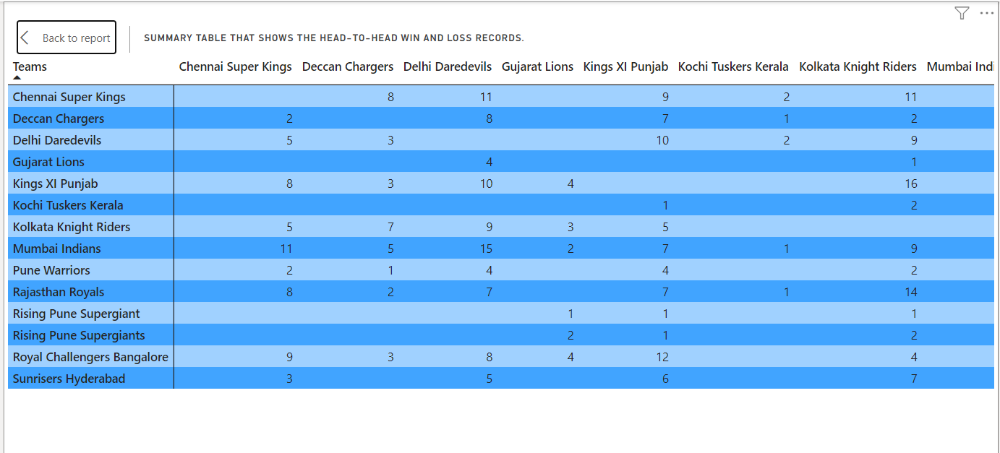 Back to report
SUMMARY TABLE THAT SHOWS THE HEAD-TO-HEAD WIN AND LOSS RECORDS.
Teams Chennai Super Kings Deccan Chargers Delhi Daredevils Gujarat Lions Kings XI Punjab Kochi Tuskers Kerala Kolkata Knight Riders Mumbai Indi
Chennai Super Kings 8 11 9 2 11
Deccan Chargers 2 8 7 1 2
Delhi Daredevils 5 3 10 2 9
Gujarat Lions 4 1
Kings XI Punjab 8 3 10 4 16
Kochi Tuskers Kerala 1 2
Kolkata Knight Riders 5 7 9 3 5
Mumbai Indians 11 5 15 2 7 1 9
Pune Warriors 2 1 4 4 2
Rajasthan Royals 8 2 7 7 1 14
Rising Pune Supergiant 1 1 1
Rising Pune Supergiants 2 1 2
Royal Challengers Bangalore 9 3 8 4 12 4
Sunrisers Hyderabad 3 5 6 7